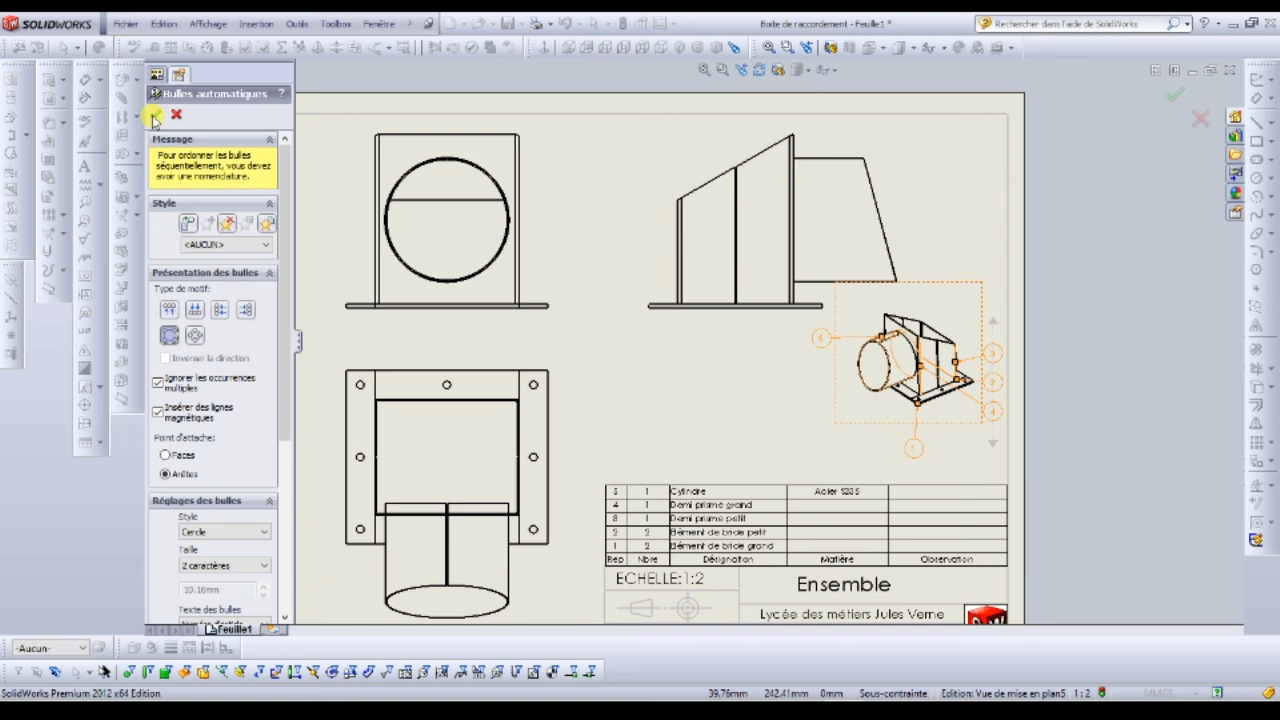 SOLIDWORKS
Fichier Edition Affichage Insertion Outils Toolbox Fenêtre ?
Boite de raccordement - Feuille1 *
Rechercher dans l'aide de SolidWorks
Bulles automatiques ?
Message
Pour ordonner les bulles
séquentiellement, vous devez
avoir une nomenclature.
Style
<AUCUN>
Présentation des bulles
Type de motif:
Inverser la direction
Ignorer les occurrences
multiples
Insérer des lignes
magnétiques
Point d'attache:
Faces
Arêtes
Réglages des bulles
Style
Cercle
Taille
2 caractères
10.16mm
Texte des bulles
5
3
2
4
1
5 1 Cylindre Acier S235
4 1 Demi prisme grand
3 1 Demi prisme petit
2 2 Elément de bride petit
1 2 Elément de bride grand
Rep Nbre Désignation Matière Observation
ECHELLE:1:2
Ensemble
Lycée des métiers Jules Verne
Feuille1
-Aucun-
SolidWorks Premium 2012 x64 Edition
39.76mm 242.41mm 0mm Sous-contrainte Edition: Vue de mise en plan5 1 : 2